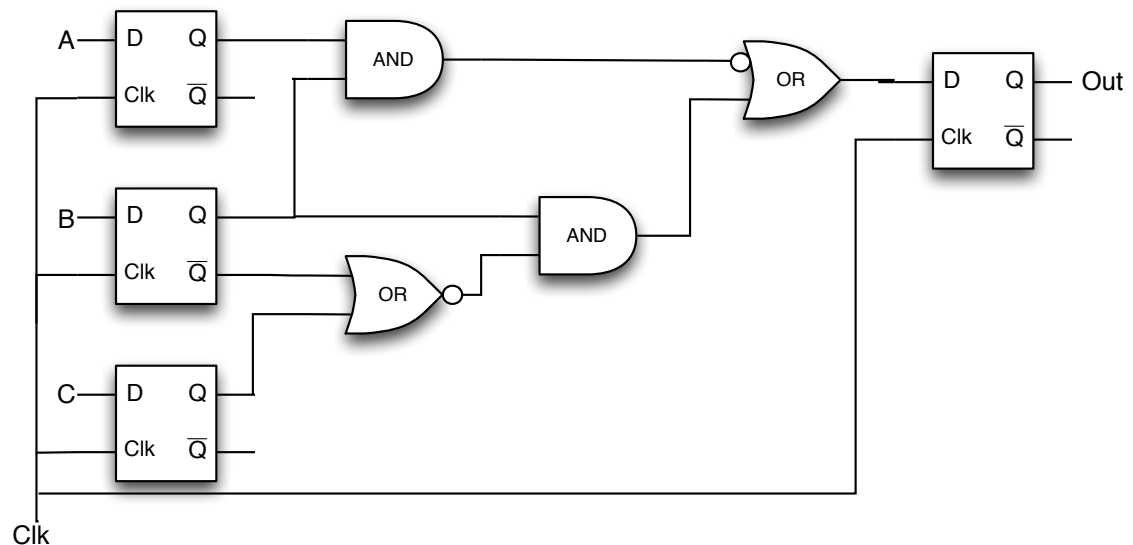 A D Q
AND
OR
Clk Q̅
D Q Out
Clk Q̅
B D Q
AND
Clk Q̅
OR
C D Q
Clk Q̅
Clk